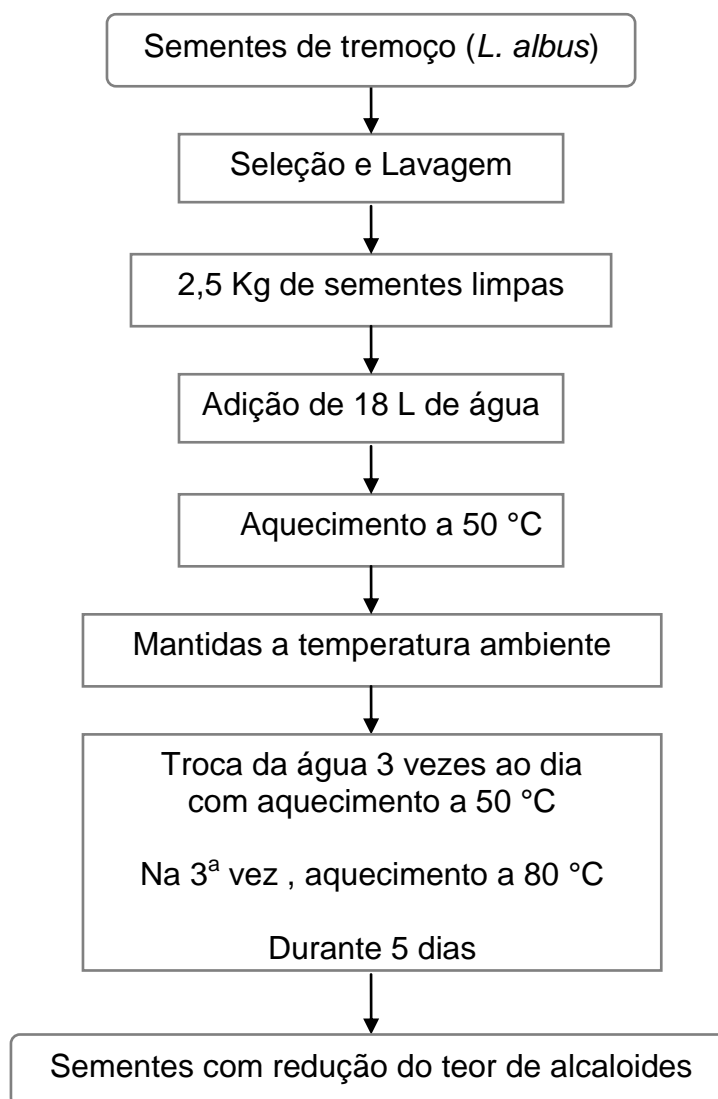 Sementes de tremoço (L. albus)
Seleção e Lavagem
2,5 Kg de sementes limpas
Adição de 18 L de água
Aquecimento a 50 °C
Mantidas a temperatura ambiente
Troca da água 3 vezes ao dia
com aquecimento a 50 °C
Na 3ª vez , aquecimento a 80 °C
Durante 5 dias
Sementes com redução do teor de alcaloides